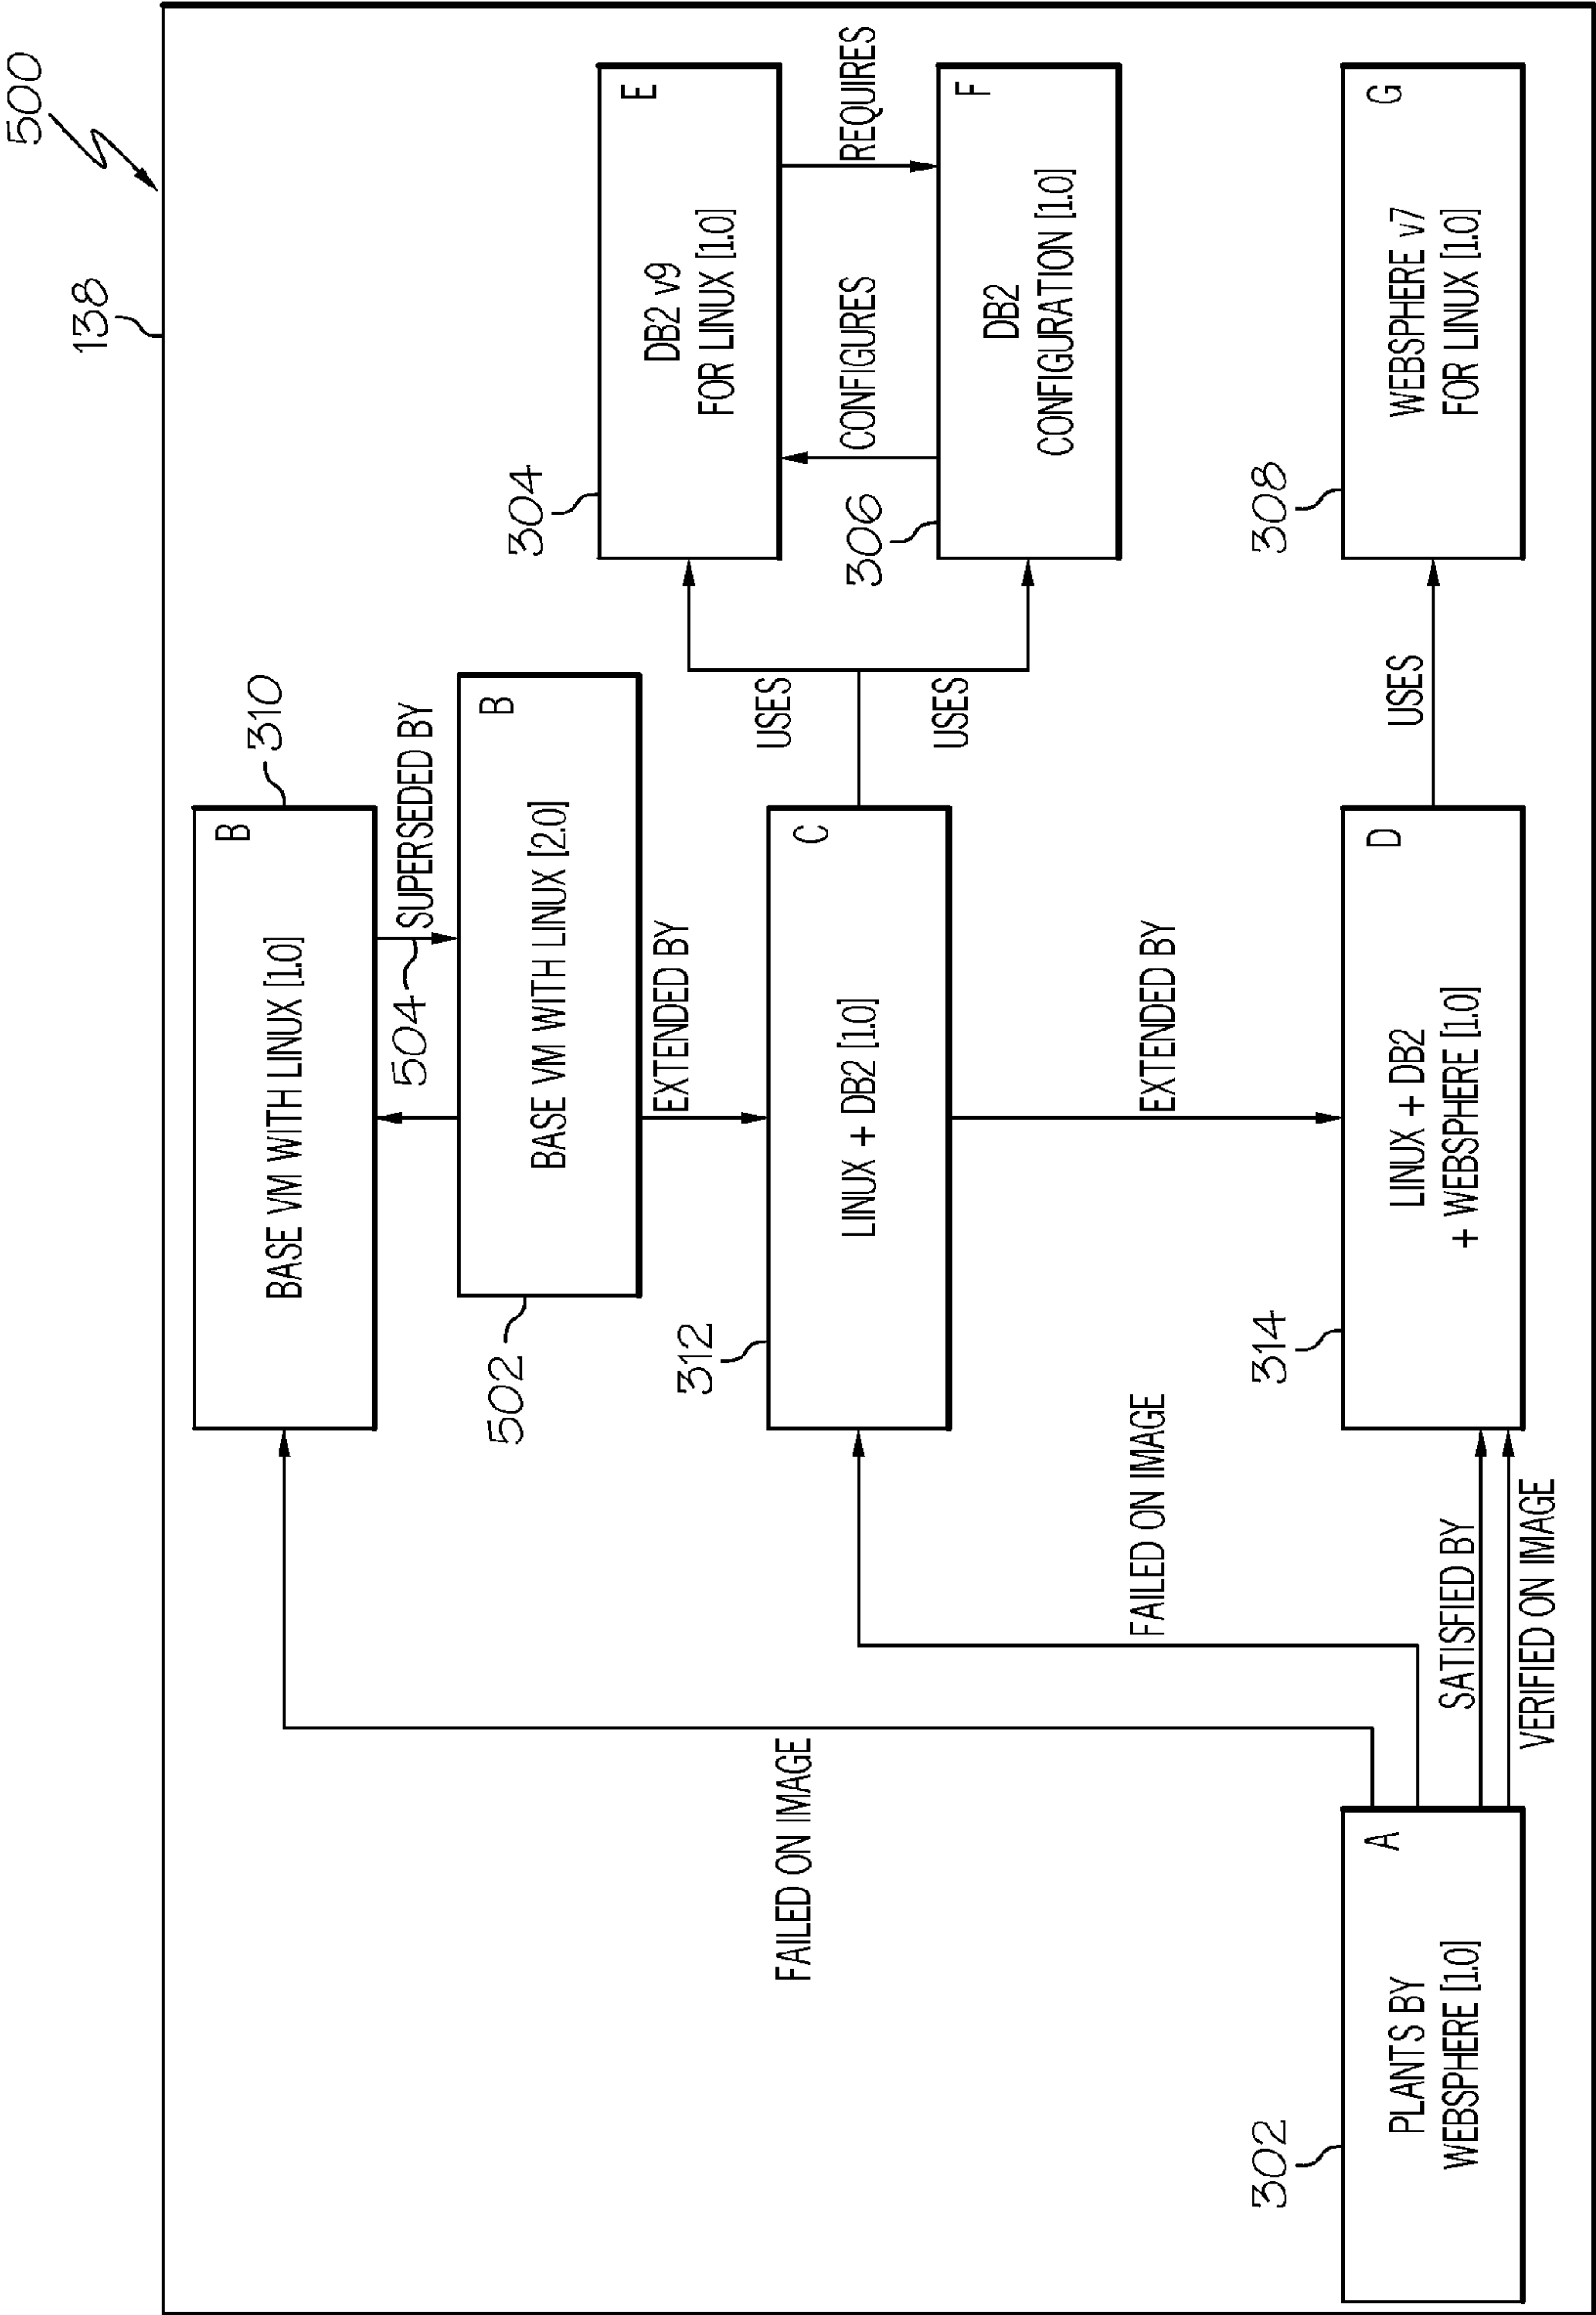 500
138
B
310
BASE VM WITH LINUX [1.0]
504
SUPERSEDED BY
B
BASE VM WITH LINUX [2.0]
502
EXTENDED BY
304
E
DB2 v9
FOR LINUX [1.0]
CONFIGURES
REQUIRES
306
F
DB2
CONFIGURATION [1.0]
USES
USES
312
C
LINUX + DB2 [1.0]
EXTENDED BY
FAILED ON IMAGE
FAILED ON IMAGE
302
A
PLANTS BY
WEBSPHERE [1.0]
SATISFIED BY
VERIFIED ON IMAGE
314
D
LINUX + DB2
+ WEBSPHERE [1.0]
USES
308
G
WEBSPHERE v7
FOR LINUX [1.0]